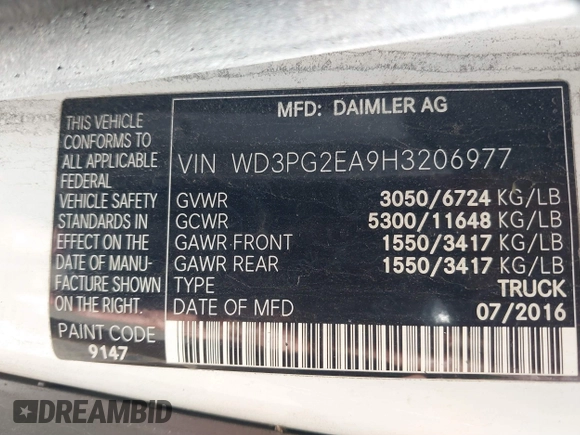 THIS VEHICLE
CONFORMS TO
ALL APPLICABLE
FEDERAL
VEHICLE SAFETY
STANDARDS IN
EFFECT ON THE
DATE OF MANU-
FACTURE SHOWN
ON THE RIGHT.
PAINT CODE
9147
MFD: DAIMLER AG
VIN WD3PG2EA9H3206977
GVWR 3050/6724 KG/LB
GCWR 5300/11648 KG/LB
GAWR FRONT 1550/3417 KG/LB
GAWR REAR 1550/3417 KG/LB
TYPE TRUCK
DATE OF MFD 07/2016
DREAMBID